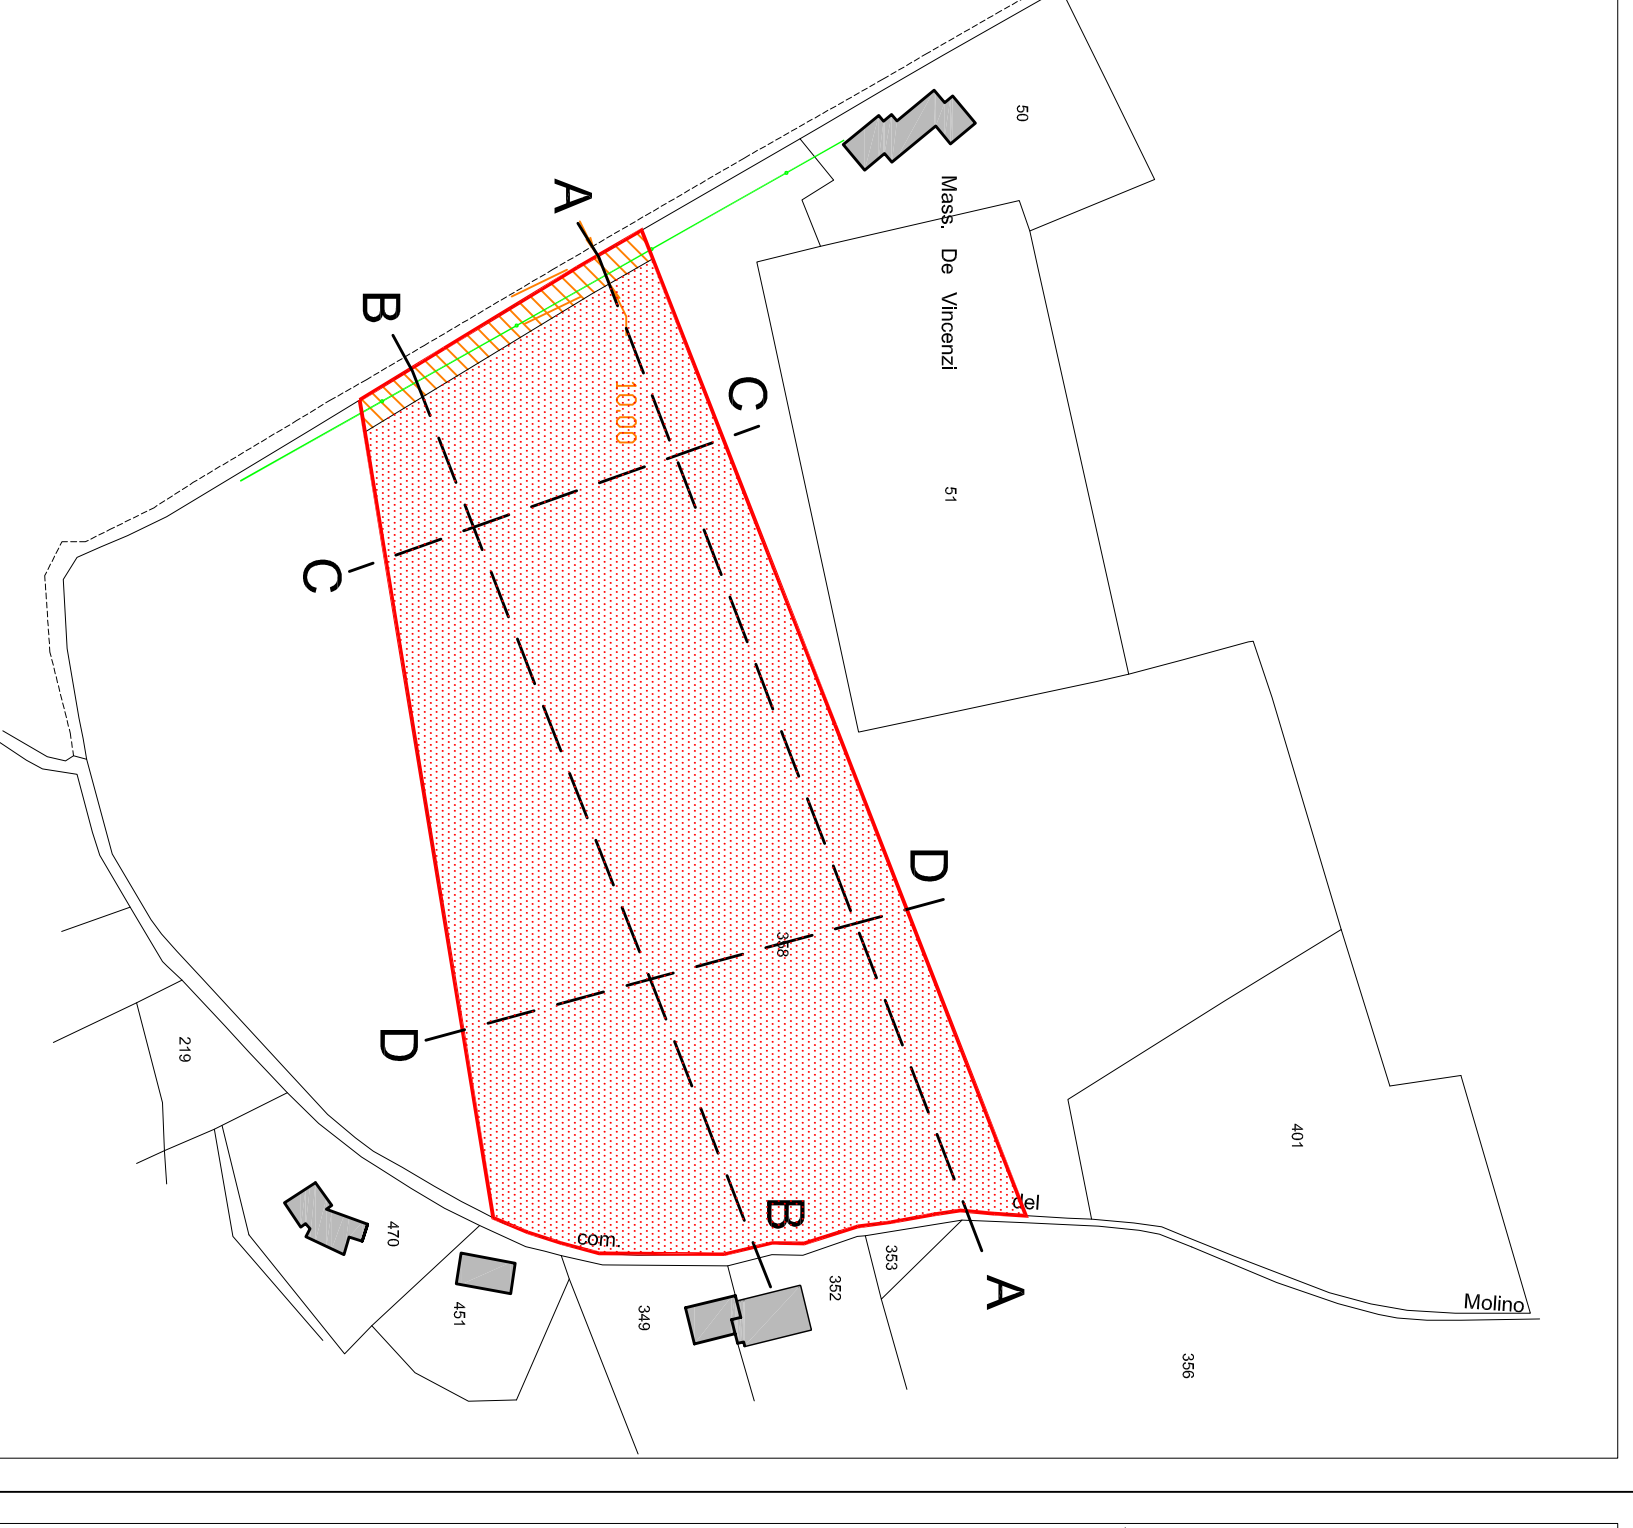 50
Mass. De Vincenzi
A
B
10.00
C
C
51
D
358
D
219
401
del
com.
B
470
353
352
A
451
349
Molino
356